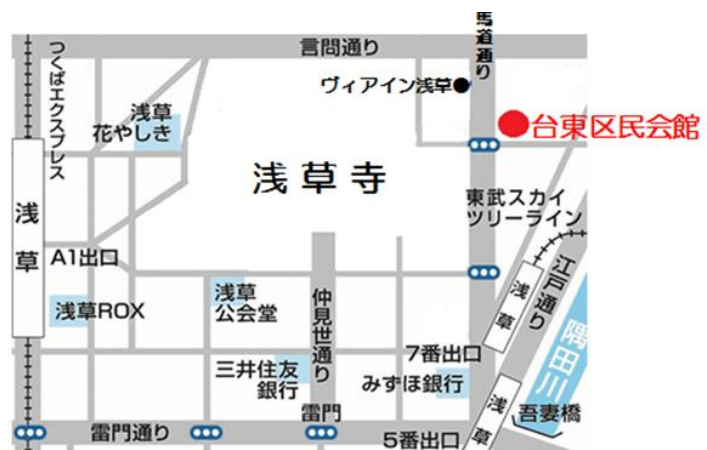 言問通り
馬道通り
つくばエクスプレス
ヴィアイン浅草
浅草
花やしき
台東区民会館
浅草寺
東武スカイ
ツリーライン
浅草
A1出口
江戸通り
浅草ROX
浅草
公会堂
仲見世通り
浅草
隅田川
7番出口
三井住友
銀行
みずほ銀行
雷門
吾妻橋
雷門通り
5番出口
浅草